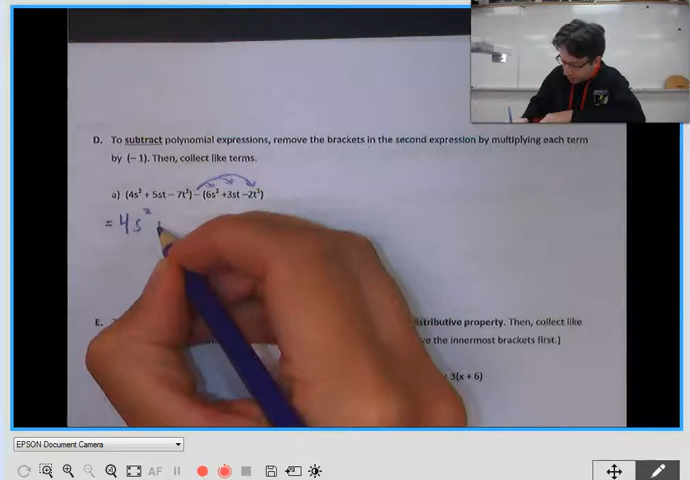 D. To subtract polynomial expressions, remove the brackets in the second expression by multiplying each term
by (− 1). Then, collect like terms.
a) (4s² + 5st − 7t²) − (6s² +3st −2t²)
= 4s²
E.
distributive property. Then, collect like
the innermost brackets first.)
3(x + 6)
EPSON Document Camera
AF